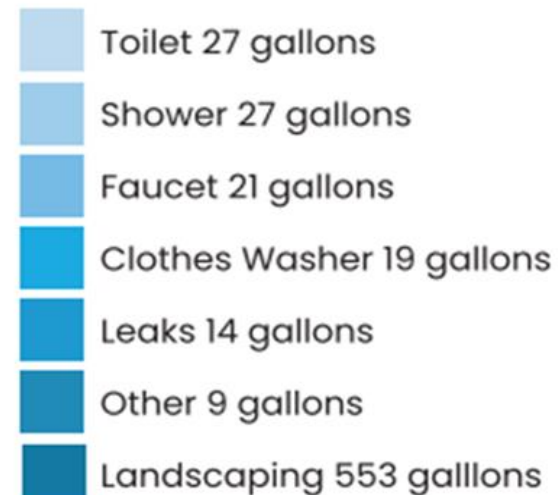 Toilet 27 gallons
Shower 27 gallons
Faucet 21 gallons
Clothes Washer 19 gallons
Leaks 14 gallons
Other 9 gallons
Landscaping 553 galllons